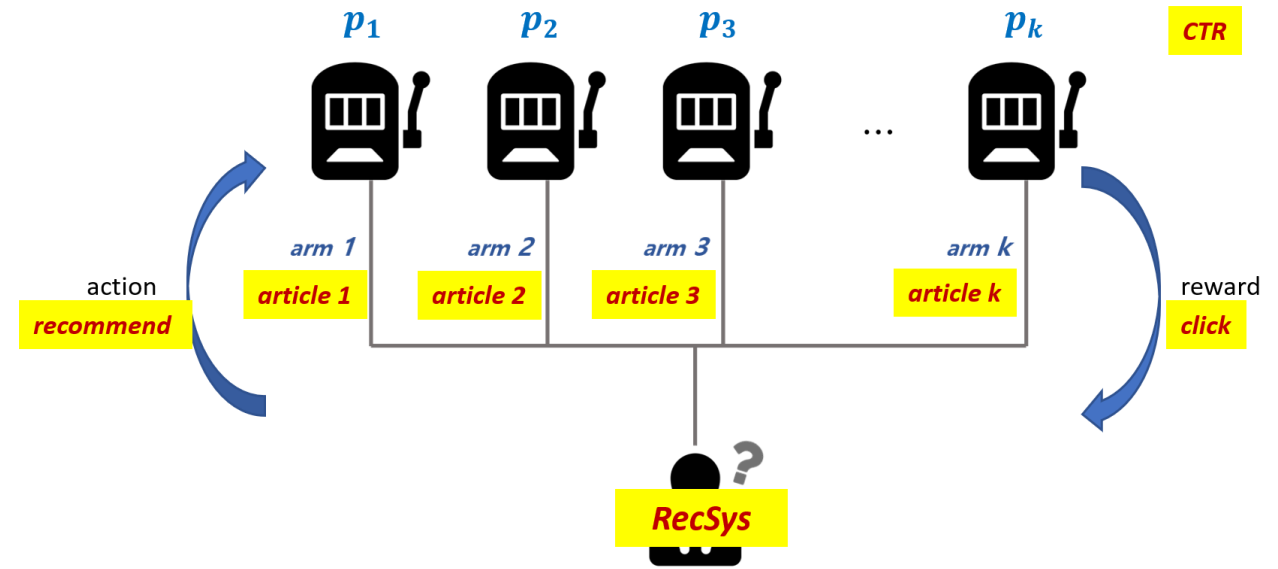 p₁ p₂ p₃ pₖ CTR
...
arm 1 arm 2 arm 3 arm k
action article 1 article 2 article 3 article k reward
recommend click
?
RecSys